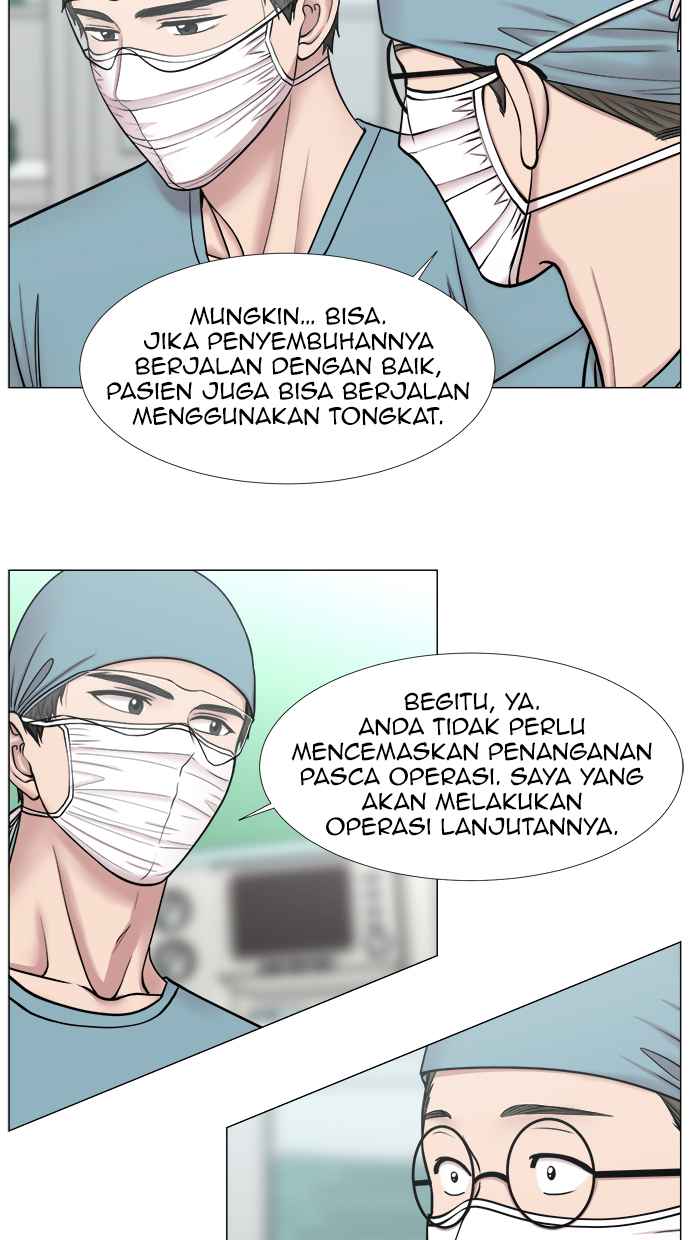 MUNGKIN... BISA.
JIKA PENYEMBUHANNYA
BERJALAN DENGAN BAIK,
PASIEN JUGA BISA BERJALAN
MENGGUNAKAN TONGKAT.
BEGITU, YA.
ANDA TIDAK PERLU
MENCEMASKAN PENANGANAN
PASCA OPERASI. SAYA YANG
AKAN MELAKUKAN
OPERASI LANJUTANNYA.